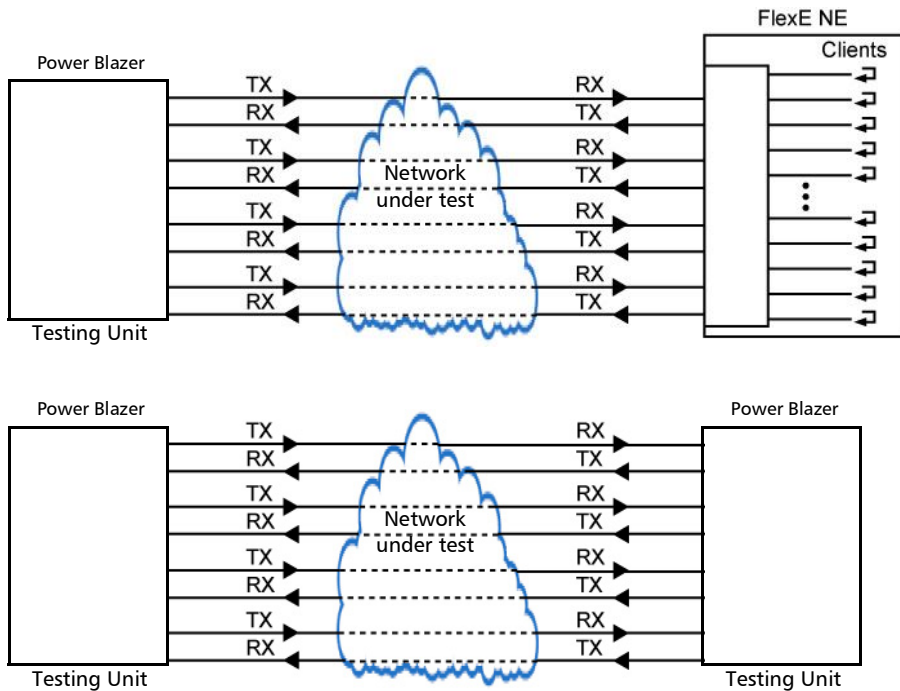 FlexE NE
Power Blazer
Clients
TX
RX
RX
TX
TX
RX
RX
TX
Network
under test
TX
RX
RX
TX
TX
RX
RX
TX
Testing Unit
Power Blazer
Power Blazer
TX
RX
RX
TX
TX
RX
RX
TX
Network
under test
TX
RX
RX
TX
TX
RX
RX
TX
Testing Unit
Testing Unit